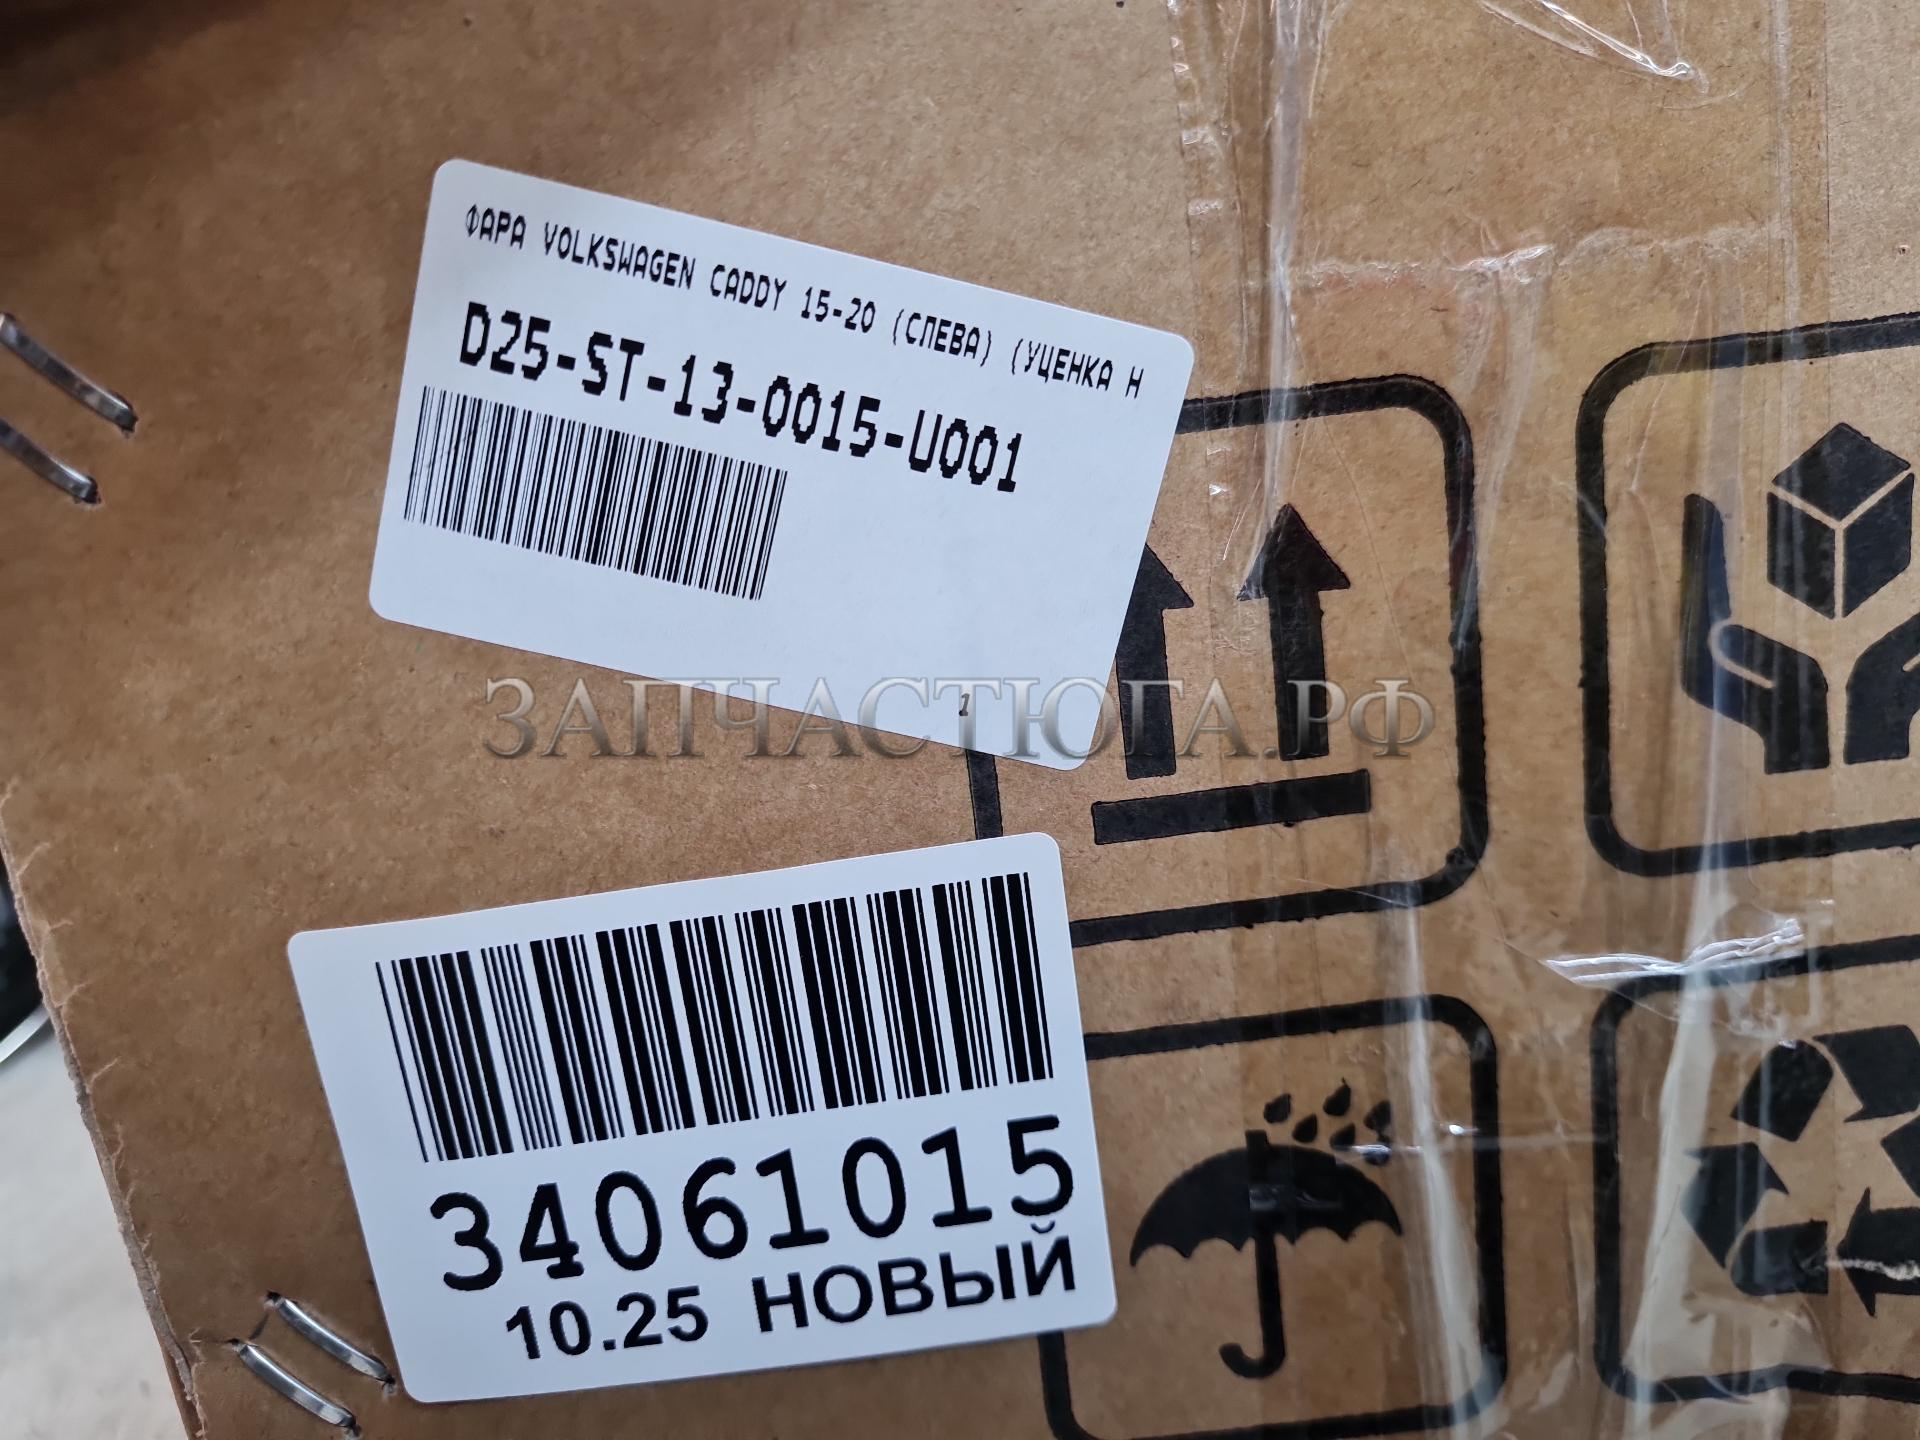 ФАРА VOLKSWAGEN CADDY 15-20 (СЛЕВА) (УЦЕНКА Н
D25-ST-13-0015-U001
1
ЗАПЧАСТЮГА.РФ
34061015
10.25 НОВЫЙ